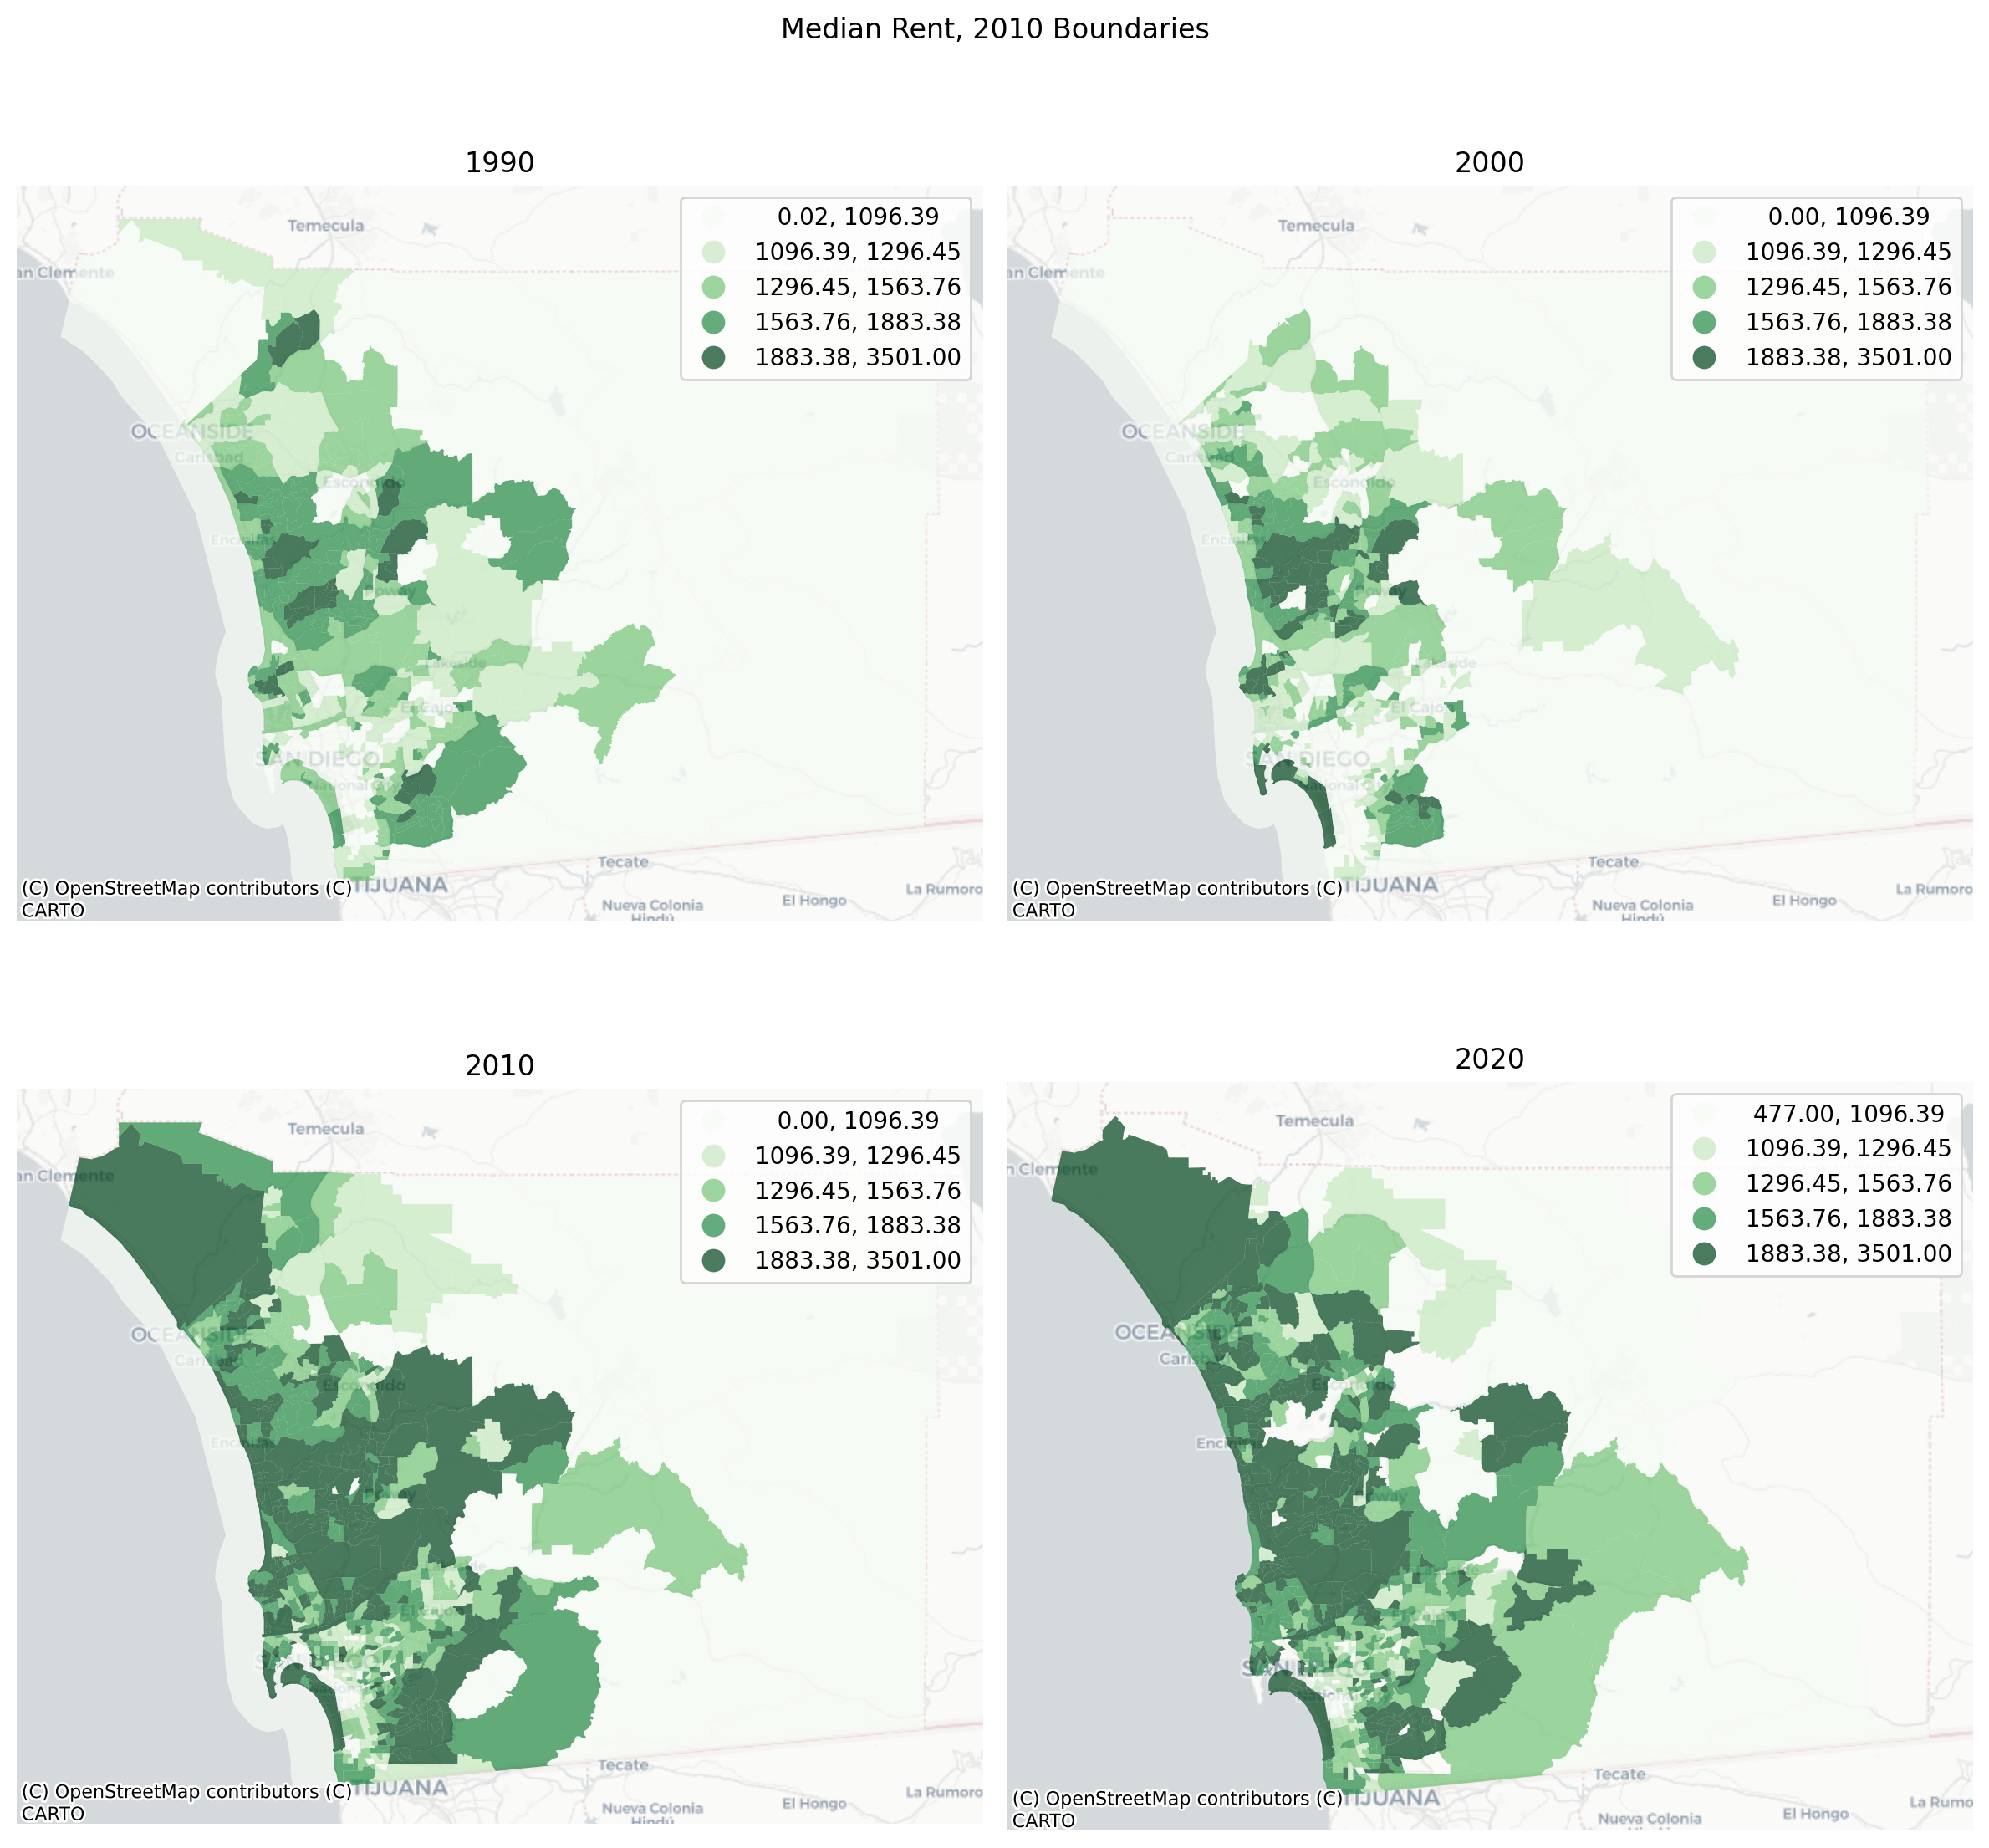 Median Rent, 2010 Boundaries
1990
Temecula
an Clemente
OCEANSIDE
Carlsbad
Escondido
Encinitas
Poway
Lakeside
El Cajon
SAN DIEGO
National City
Tecate
TIJUANA
La Rumoro
Nueva Colonia
Hindú
El Hongo
0.02, 1096.39
1096.39, 1296.45
1296.45, 1563.76
1563.76, 1883.38
1883.38, 3501.00
(C) OpenStreetMap contributors (C)
CARTO
2000
Temecula
an Clemente
OCEANSIDE
Carlsbad
Escondido
Encinitas
Lakeside
El Cajon
SAN DIEGO
National City
Tecate
TIJUANA
La Rumoro
Nueva Colonia
Hindú
El Hongo
0.00, 1096.39
1096.39, 1296.45
1296.45, 1563.76
1563.76, 1883.38
1883.38, 3501.00
(C) OpenStreetMap contributors (C)
CARTO
2010
Temecula
an Clemente
OCEANSIDE
Carlsbad
Escondido
Encinitas
Poway
El Cajon
SAN DIEGO
Tecate
TIJUANA
La Rumoro
Nueva Colonia
Hindú
El Hongo
0.00, 1096.39
1096.39, 1296.45
1296.45, 1563.76
1563.76, 1883.38
1883.38, 3501.00
(C) OpenStreetMap contributors (C)
CARTO
2020
Temecula
n Clemente
OCEANSIDE
Carlsbad
Escondido
Encinitas
Poway
SAN DIEGO
Tecate
TIJUANA
La Rumo
Nueva Colonia
Hindú
El Hongo
477.00, 1096.39
1096.39, 1296.45
1296.45, 1563.76
1563.76, 1883.38
1883.38, 3501.00
(C) OpenStreetMap contributors (C)
CARTO